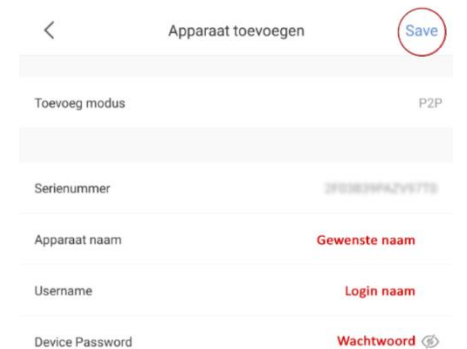 Apparaat toevoegen Save
Toevoeg modus P2P
Serienummer
Apparaat naam Gewenste naam
Username Login naam
Device Password Wachtwoord